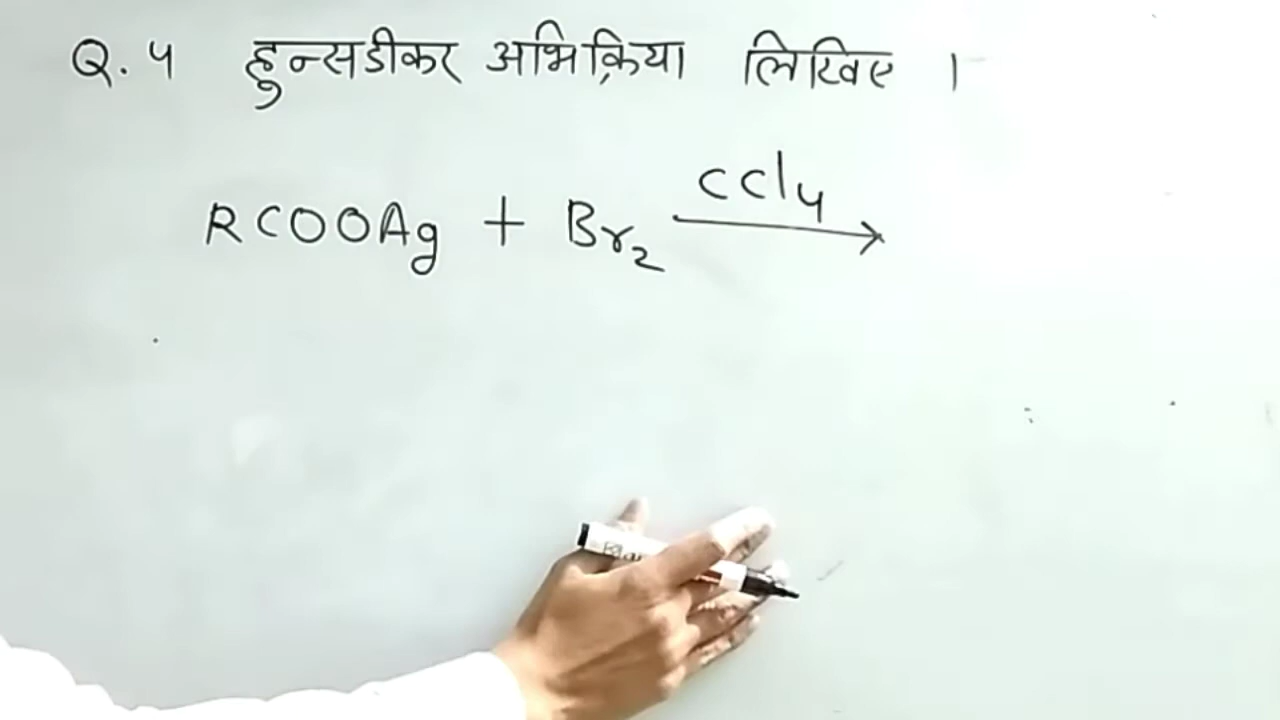 Q. 4 हुन्सडीकर अभिक्रिया लिखिए ।
RCOOAg + Br₂ CCl₄ →